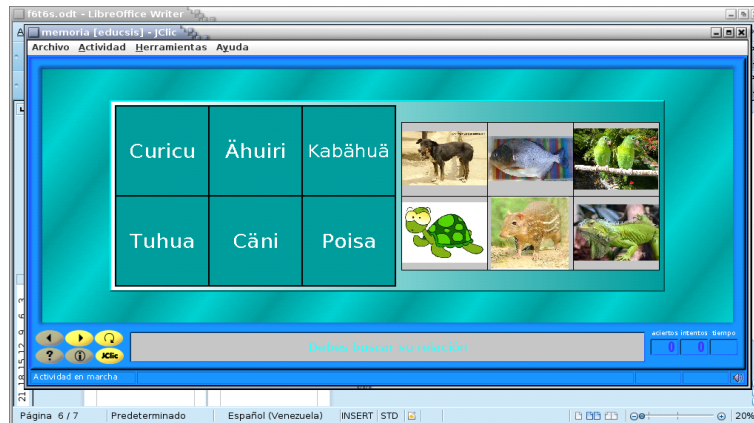 f6t6s.odt - LibreOffice Writer
memoria [educsis] - JClic
Archivo Actividad Herramientas Ayuda
Curicu Ähuiri Kabähuä
Tuhua Cäni Poisa
Debes buscar su relación.
aciertos intentos tiempo
0 0
? JClic
Actividad en marcha
Página 6 / 7 Predeterminado Español (Venezuela) INSERT STD 20%